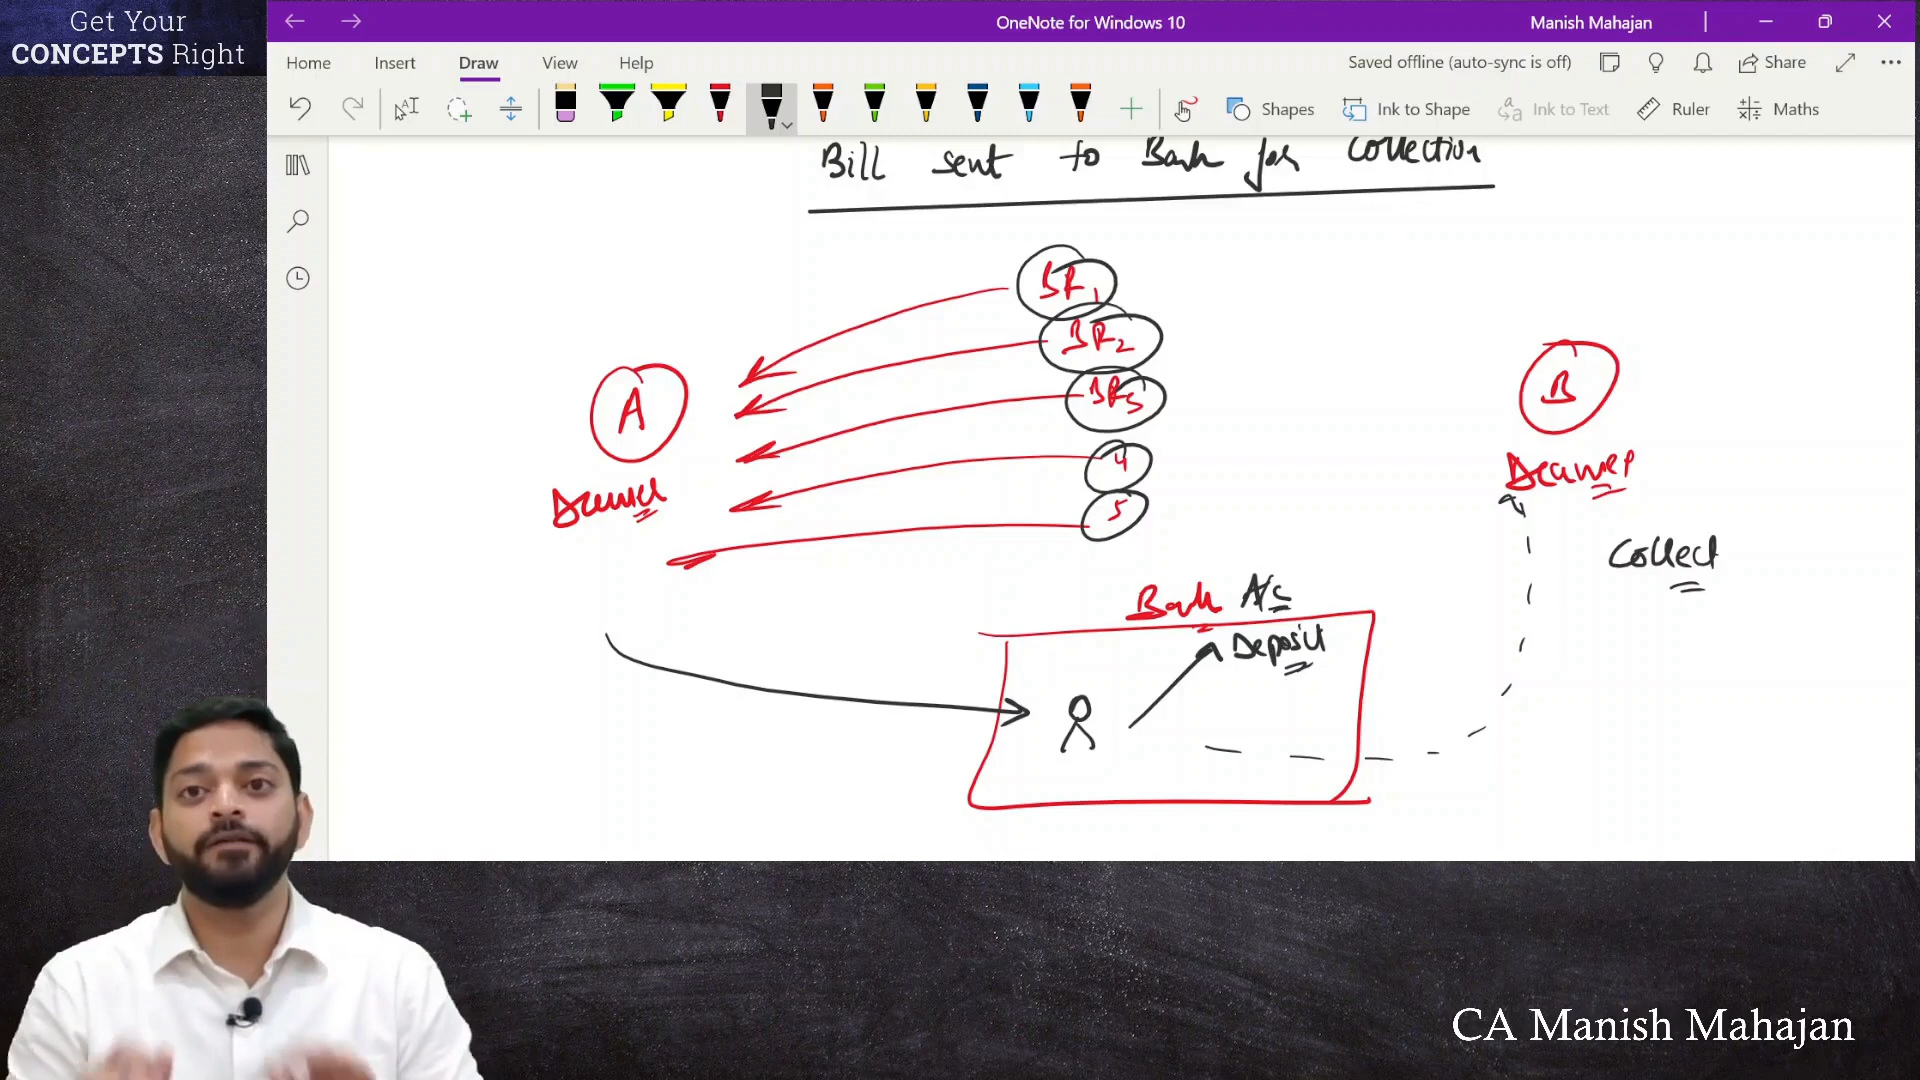 Get Your
CONCEPTS Right
OneNote for Windows 10
Manish Mahajan
Home Insert Draw View Help
Saved offline (auto-sync is off)
Share
Shapes
Ink to Shape
Ink to Text
Ruler
Maths
Bill sent to Bank for Collection
BR1
BR2
BR3
4
5
A
Drawer
B
Drawee
Collect
Bank A/c
Deposit
CA Manish Mahajan